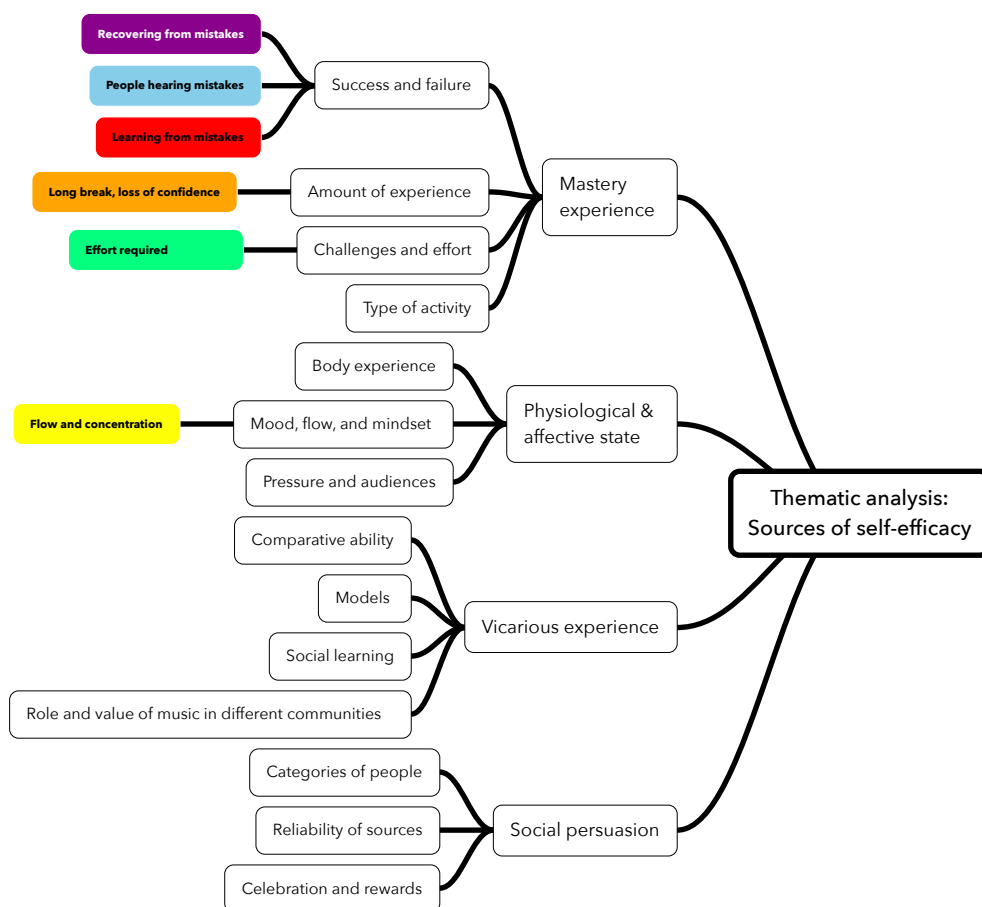 Recovering from mistakes
People hearing mistakes
Learning from mistakes
Success and failure
Long break, loss of confidence
Amount of experience
Effort required
Challenges and effort
Type of activity
Mastery
experience
Body experience
Flow and concentration
Mood, flow, and mindset
Pressure and audiences
Physiological &
affective state
Comparative ability
Models
Social learning
Role and value of music in different communities
Vicarious experience
Categories of people
Reliability of sources
Celebration and rewards
Social persuasion
Thematic analysis:
Sources of self-efficacy